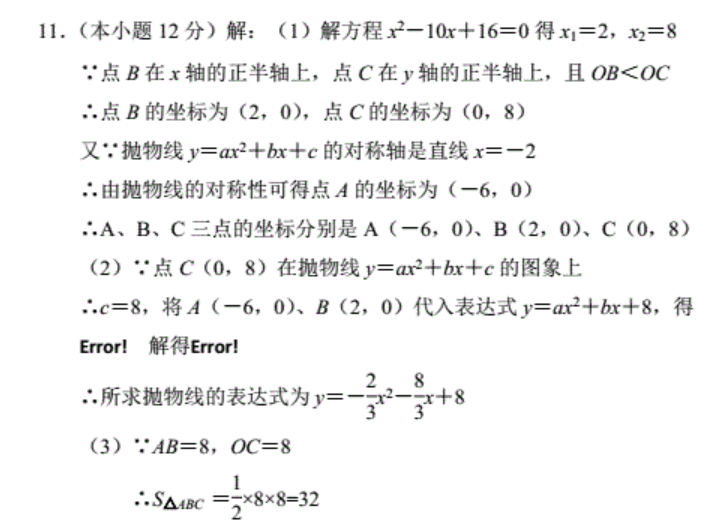 11.（本小题 12 分）解：（1）解方程 x²－10x＋16＝0 得 x₁＝2，x₂＝8
∵点 B 在 x 轴的正半轴上，点 C 在 y 轴的正半轴上，且 OB＜OC
∴点 B 的坐标为（2，0），点 C 的坐标为（0，8）
又∵抛物线 y＝ax²＋bx＋c 的对称轴是直线 x＝－2
∴由抛物线的对称性可得点 A 的坐标为（－6，0）
∴A、B、C 三点的坐标分别是 A（－6，0）、B（2，0）、C（0，8）
（2）∵点 C（0，8）在抛物线 y＝ax²＋bx＋c 的图象上
∴c＝8，将 A（－6，0）、B（2，0）代入表达式 y＝ax²＋bx＋8，得
Error! 解得Error!
∴所求抛物线的表达式为 y＝－2/3x²－8/3x＋8
（3）∵AB＝8，OC＝8
∴S△ABC ＝1/2×8×8=32